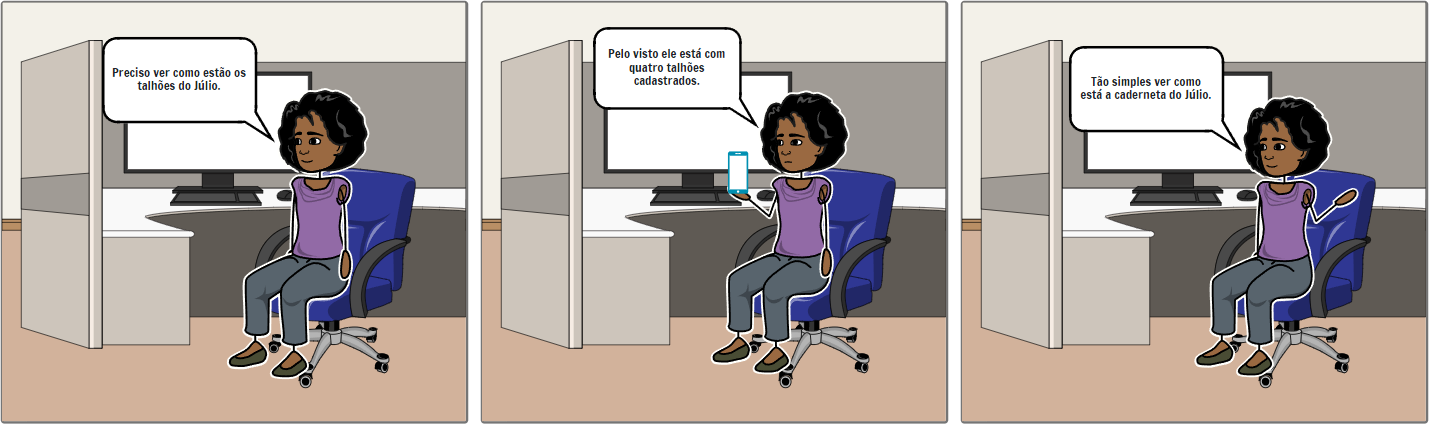 Preciso ver como estão os
talhões do Júlio.
Pelo visto ele está com
quatro talhões
cadastrados.
Tão simples ver como
está a caderneta do Júlio.